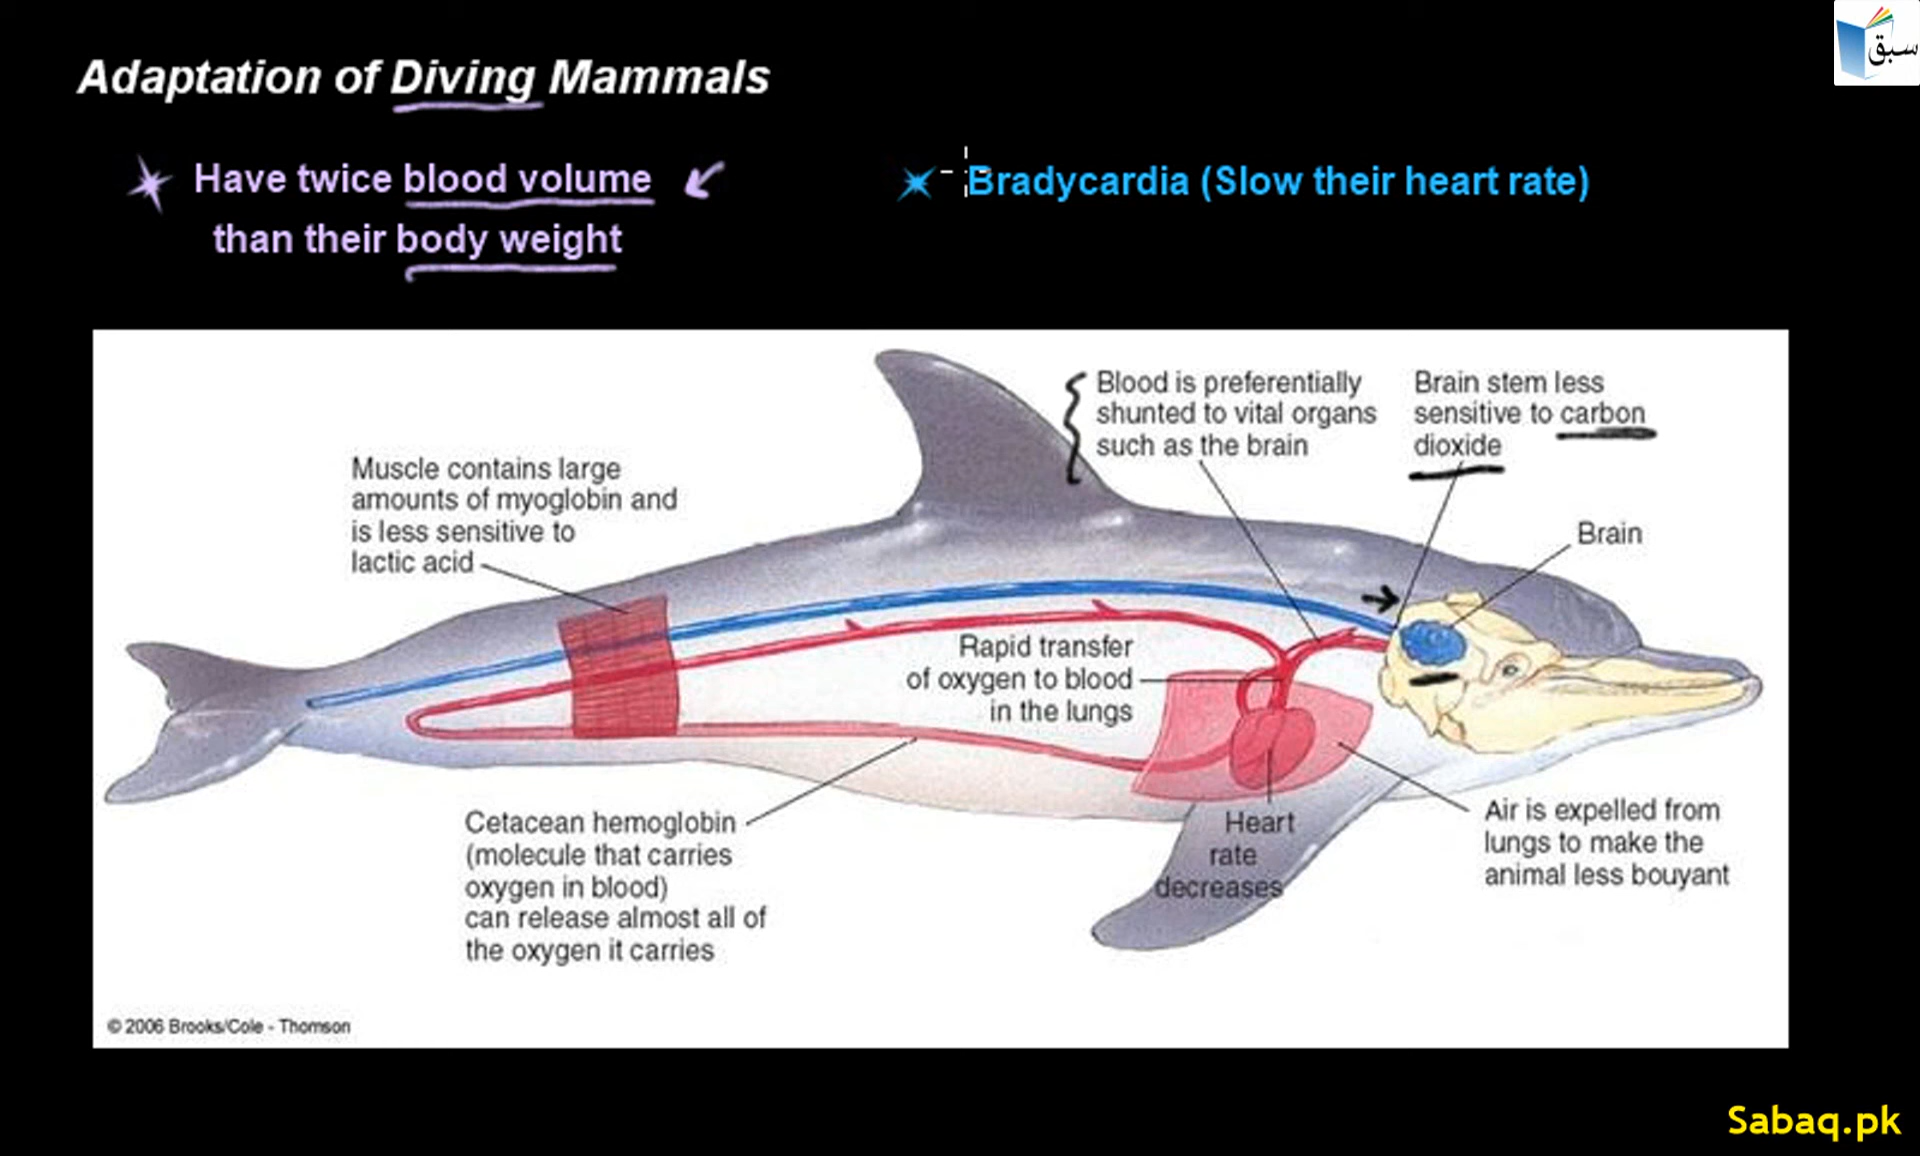 سبق
Adaptation of Diving Mammals
Have twice blood volume
than their body weight
Bradycardia (Slow their heart rate)
Blood is preferentially
shunted to vital organs
such as the brain
Brain stem less
sensitive to carbon
dioxide
Muscle contains large
amounts of myoglobin and
is less sensitive to
lactic acid
Brain
Rapid transfer
of oxygen to blood
in the lungs
Cetacean hemoglobin
(molecule that carries
oxygen in blood)
can release almost all of
the oxygen it carries
Heart
rate
decreases
Air is expelled from
lungs to make the
animal less bouyant
© 2006 Brooks/Cole - Thomson
Sabaq.pk